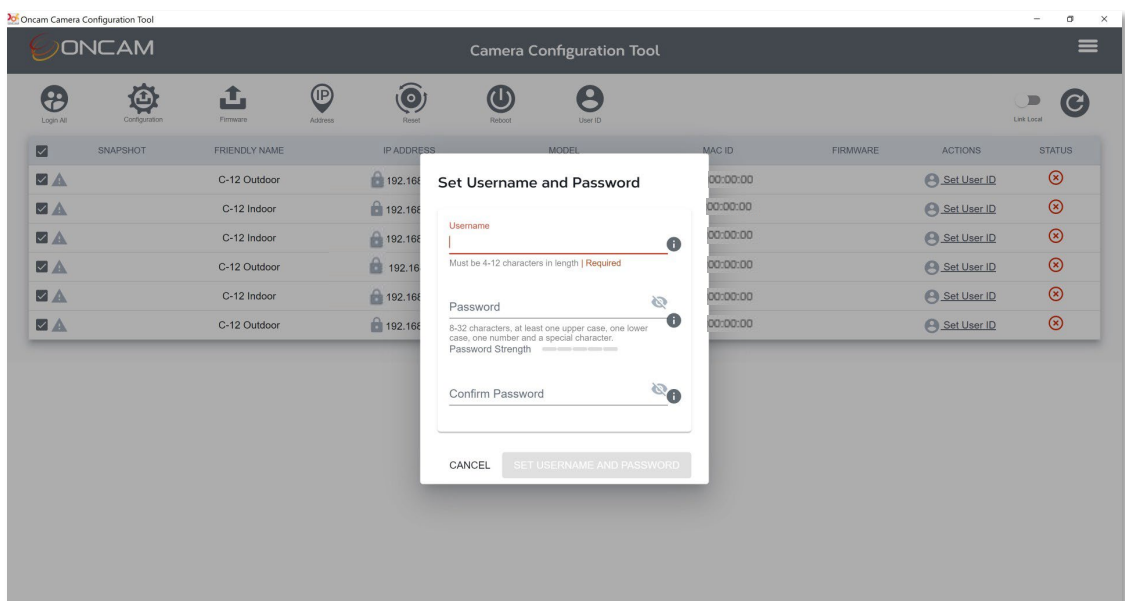 Oncam Camera Configuration Tool
ONCAM
Camera Configuration Tool
Login All
Configuration
Firmware
IP
Address
Reset
Reboot
User ID
Link Local
SNAPSHOT FRIENDLY NAME IP ADDRESS MODEL MAC ID FIRMWARE ACTIONS STATUS
C-12 Outdoor 192.168 00:00:00 Set User ID
C-12 Indoor 192.168 00:00:00 Set User ID
C-12 Indoor 192.168 00:00:00 Set User ID
C-12 Outdoor 192.16 00:00:00 Set User ID
C-12 Indoor 192.168 00:00:00 Set User ID
C-12 Outdoor 192.168 00:00:00 Set User ID
Set Username and Password
Username
Must be 4-12 characters in length | Required
Password
8-32 characters, at least one upper case, one lower
case, one number and a special character.
Password Strength
Confirm Password
CANCEL SET USERNAME AND PASSWORD